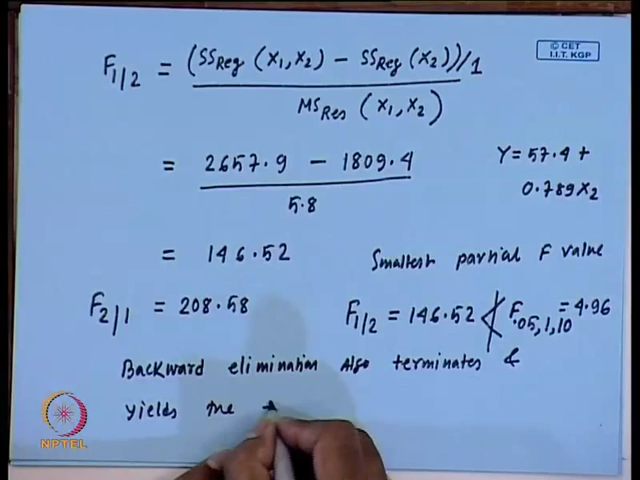 F1/2 = (SSReg (X1, X2) - SSReg (X2))/1
MSRes (X1, X2)
© CET
I.I.T. KGP
= 2657.9 - 1809.4
5.8
Y = 57.4 +
0.789 X2
= 146.52
Smallest partial F value
F2/1 = 208.58
F1/2 = 146.52 ≮ F.05,1,10 = 4.96
Backward elimination also terminates &
yields the
NPTEL